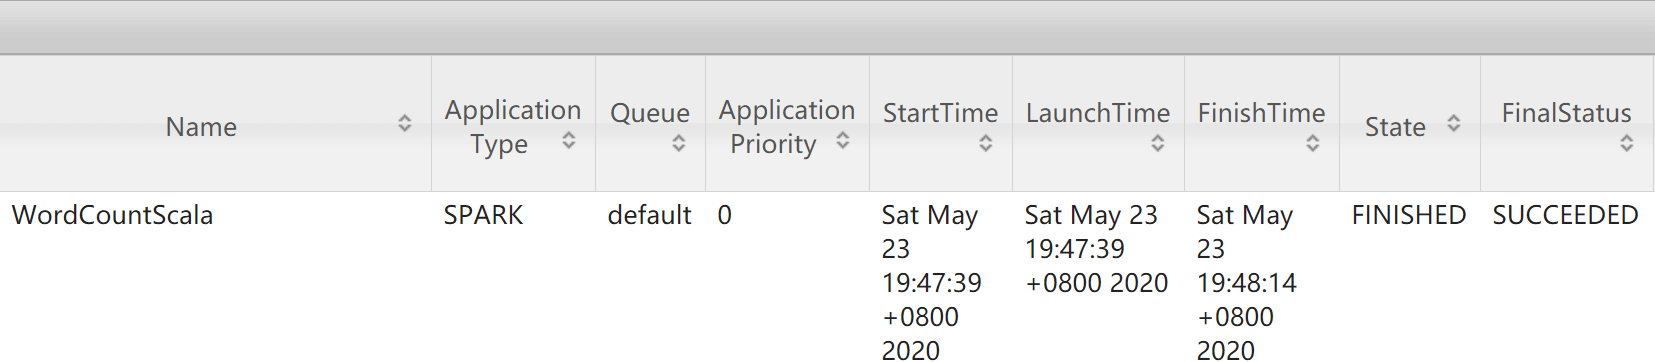 Name
Application
Type
Queue
Application
Priority
StartTime
LaunchTime
FinishTime
State
FinalStatus
WordCountScala
SPARK
default
0
Sat May
23
19:47:39
+0800
2020
Sat May 23
19:47:39
+0800 2020
Sat May
23
19:48:14
+0800
2020
FINISHED
SUCCEEDED